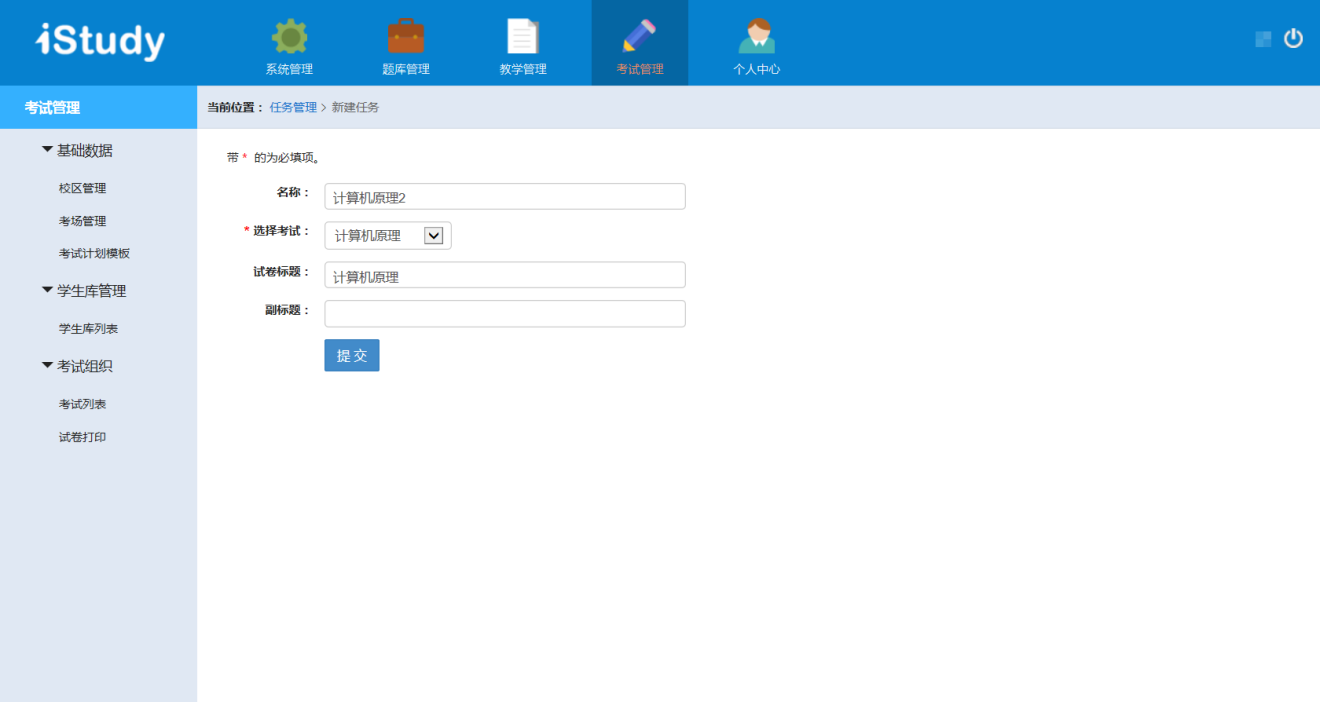 iStudy
系统管理
题库管理
教学管理
考试管理
个人中心
考试管理
当前位置： 任务管理 > 新建任务
基础数据
校区管理
考场管理
考试计划模板
学生库管理
学生库列表
考试组织
考试列表
试卷打印
带 * 的为必填项。
名称： 计算机原理2
* 选择考试： 计算机原理
试卷标题： 计算机原理
副标题：
提 交